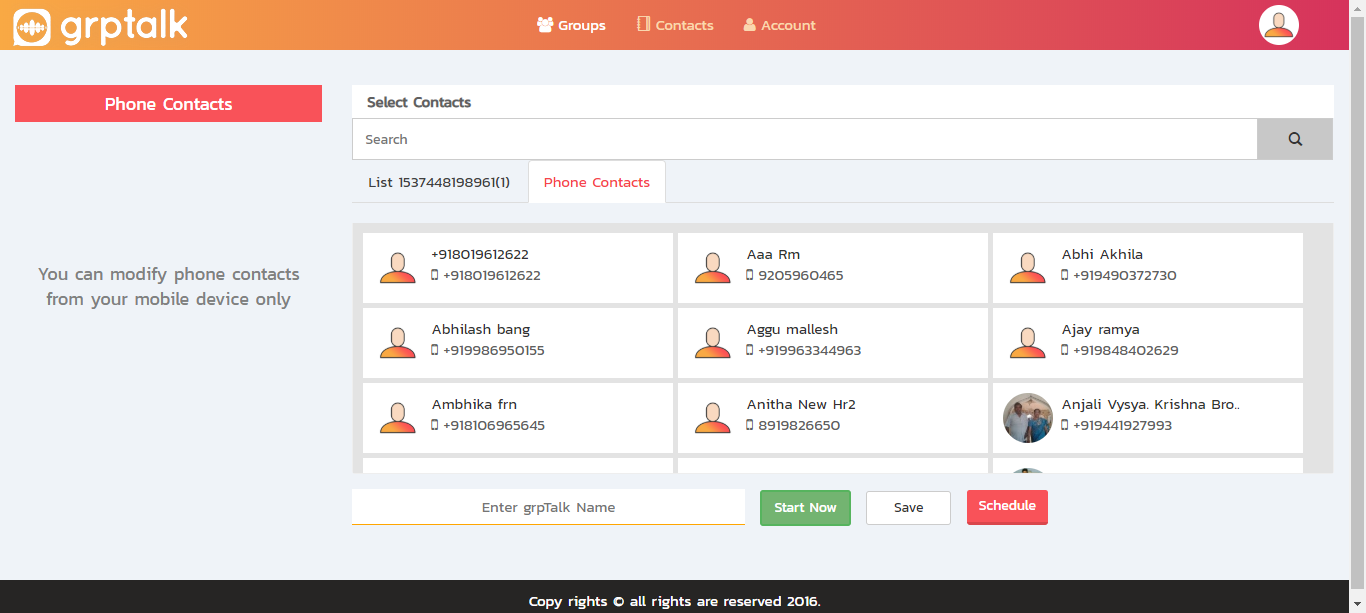 grptalk
Groups
Contacts
Account
Phone Contacts
You can modify phone contacts
from your mobile device only
Select Contacts
Search
List 1537448198961(1)
Phone Contacts
+918019612622
+918019612622
Aaa Rm
9205960465
Abhi Akhila
+919490372730
Abhilash bang
+919986950155
Aggu mallesh
+919963344963
Ajay ramya
+919848402629
Ambhika frn
+918106965645
Anitha New Hr2
8919826650
Anjali Vysya. Krishna Bro..
+919441927993
Enter grpTalk Name
Start Now
Save
Schedule
Copy rights © all rights are reserved 2016.